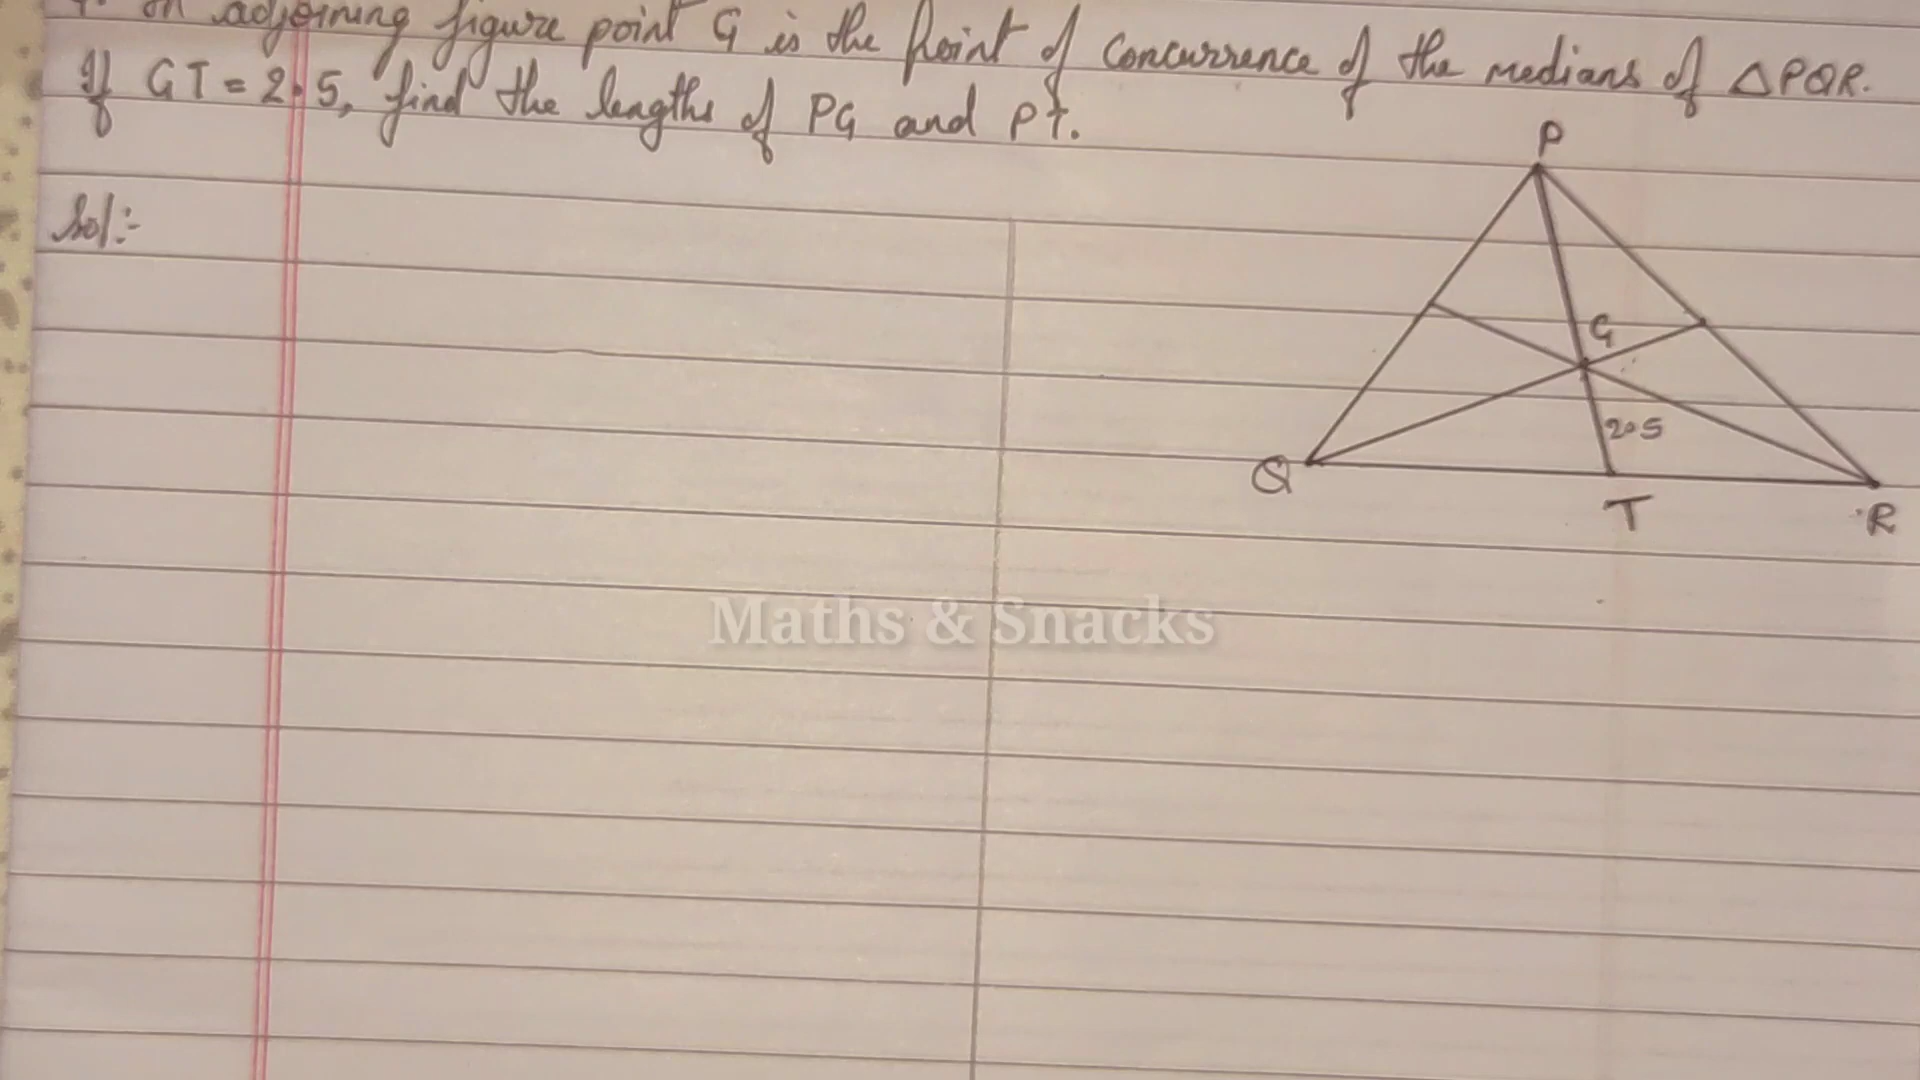 In adjoining figure point G is the point of concurrence of the medians of △PQR.
If GT = 2.5, find the lengths of PG and PT.
P
Sol:-
G
2.5
Q
T
R
Maths & Snacks